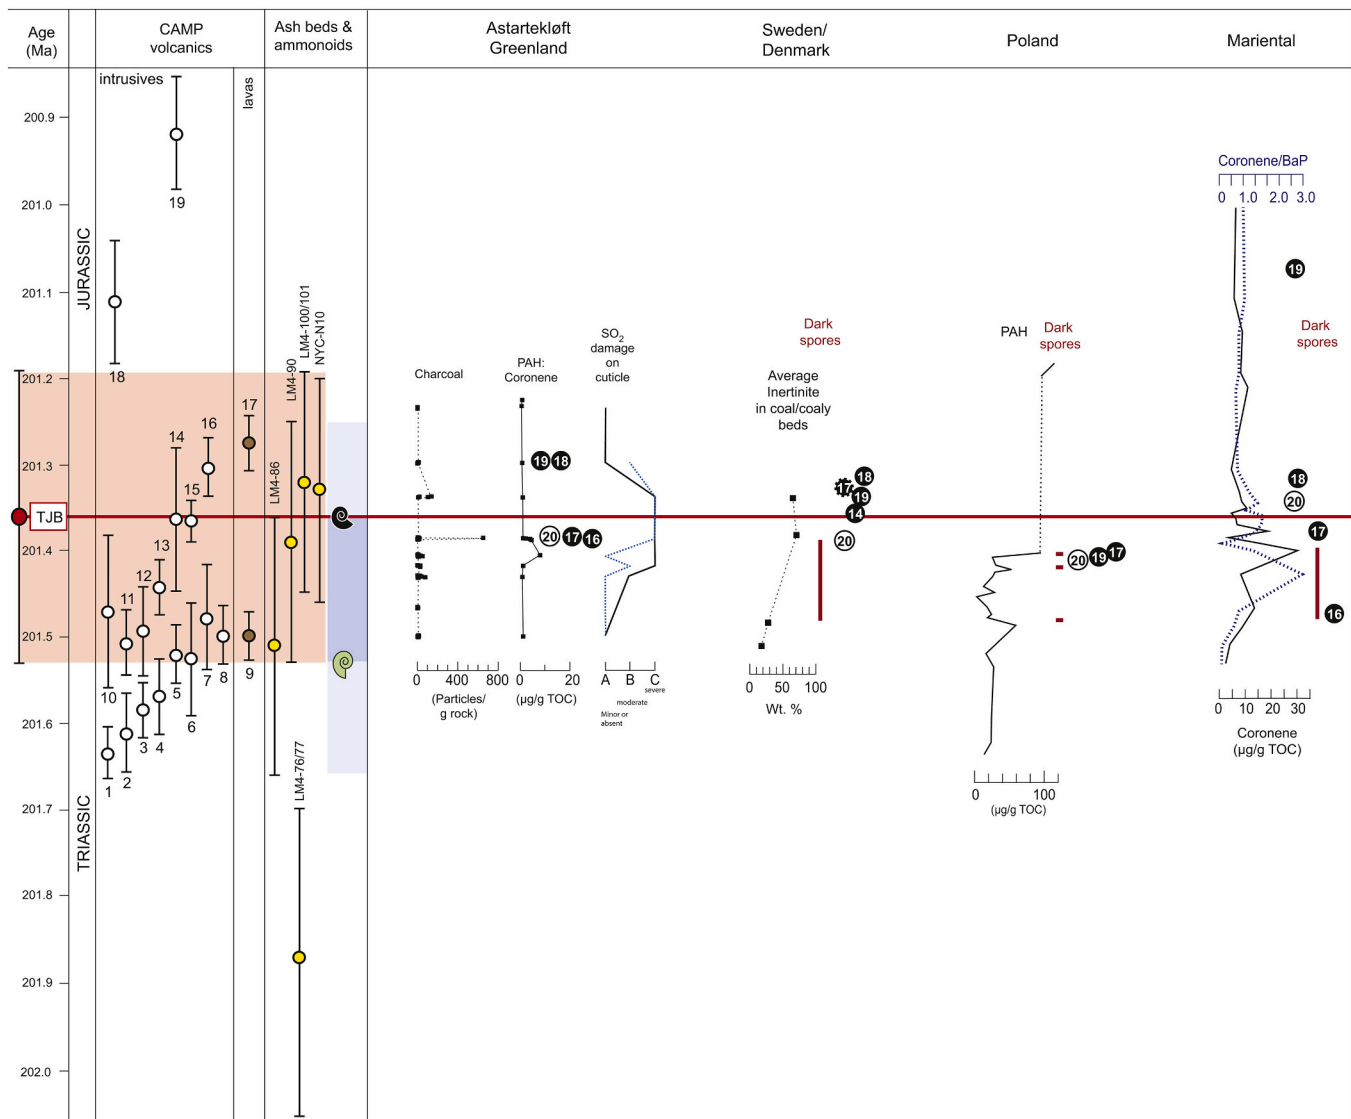 Age
(Ma)
CAMP
volcanics
Ash beds &
ammonoids
Astartekløft
Greenland
Sweden/
Denmark
Poland
Mariental
intrusives
lavas
200.9
201.0
201.1
201.2
201.3
201.4
201.5
201.6
201.7
201.8
201.9
202.0
JURASSIC
TRIASSIC
TJB
19
18
17
16
14
15
13
12
11
10
9
8
7
6
5
4
3
2
1
LM4-86
LM4-90
LM4-100/101
NYC-N10
LM4-76/77
Charcoal
0 400 800
(Particles/
g rock)
PAH:
Coronene
0 20
(µg/g TOC)
19 18
20 17 16
SO2
damage
on
cuticle
A B C
severe
moderate
Minor or
absent
Dark
spores
Average
Inertinite
in coal/coaly
beds
0 50 100
Wt. %
18
17
19
14
20
PAH
Dark
spores
20 19 17
0 100
(µg/g TOC)
Coronene/BaP
0 1.0 2.0 3.0
19
Dark
spores
18
20
17
16
0 10 20 30
Coronene
(µg/g TOC)